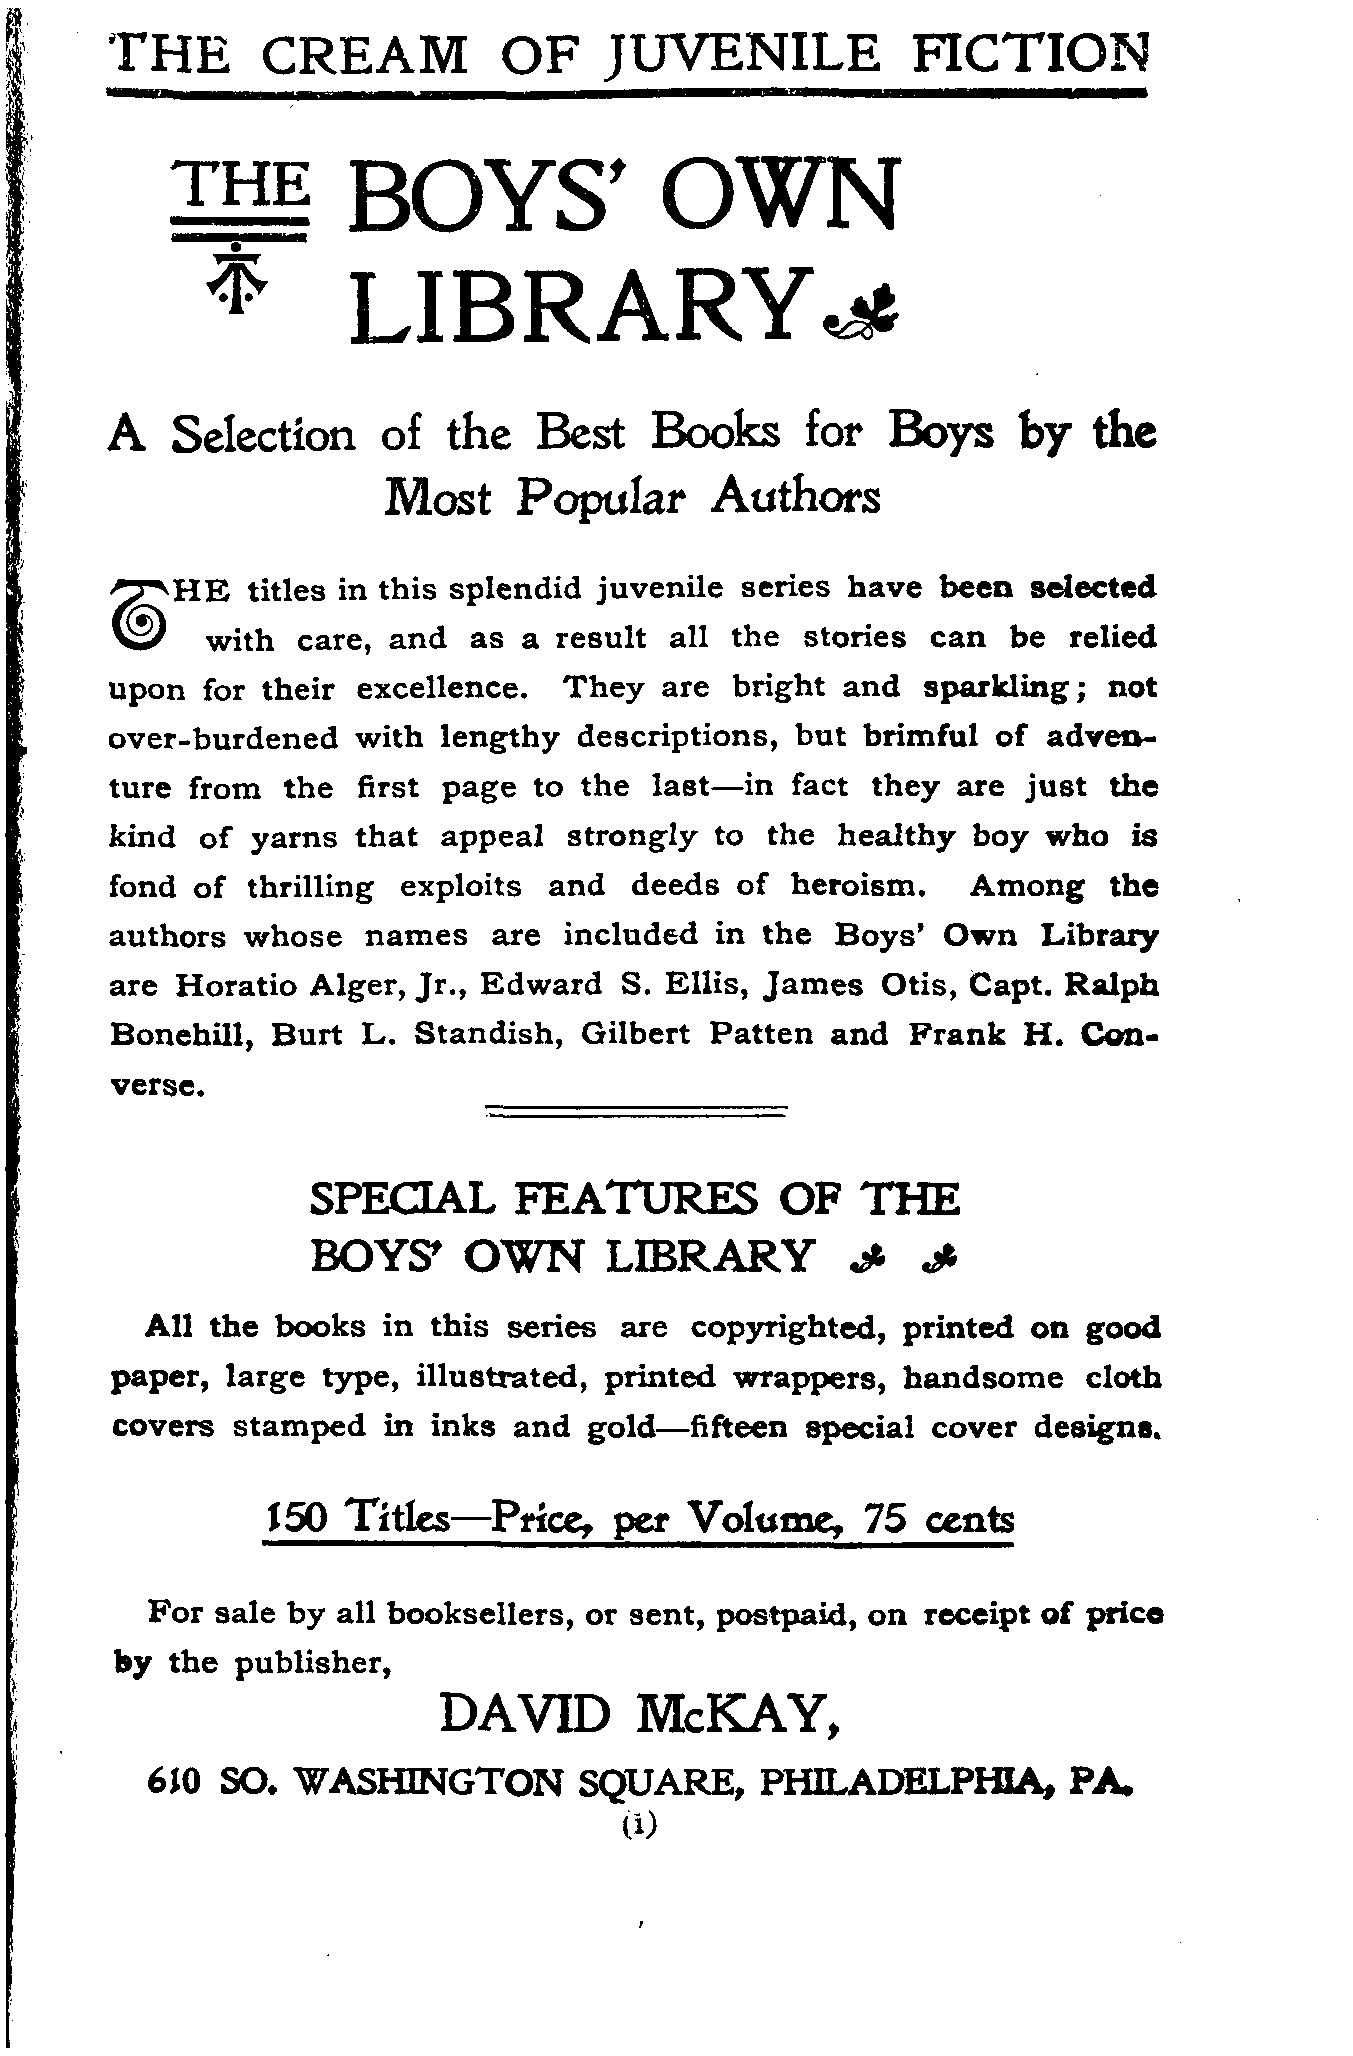 THE CREAM OF JUVENILE FICTION
THE BOYS' OWN
LIBRARY
A Selection of the Best Books for Boys by the
Most Popular Authors
THE titles in this splendid juvenile series have been selected
with care, and as a result all the stories can be relied
upon for their excellence. They are bright and sparkling; not
over-burdened with lengthy descriptions, but brimful of adven-
ture from the first page to the last—in fact they are just the
kind of yarns that appeal strongly to the healthy boy who is
fond of thrilling exploits and deeds of heroism. Among the
authors whose names are included in the Boys' Own Library
are Horatio Alger, Jr., Edward S. Ellis, James Otis, Capt. Ralph
Bonehill, Burt L. Standish, Gilbert Patten and Frank H. Con-
verse.
SPECIAL FEATURES OF THE
BOYS' OWN LIBRARY
All the books in this series are copyrighted, printed on good
paper, large type, illustrated, printed wrappers, handsome cloth
covers stamped in inks and gold—fifteen special cover designs.
150 Titles—Price, per Volume, 75 cents
For sale by all booksellers, or sent, postpaid, on receipt of price
by the publisher,
DAVID McKAY,
610 SO. WASHINGTON SQUARE, PHILADELPHIA, PA.
(i)